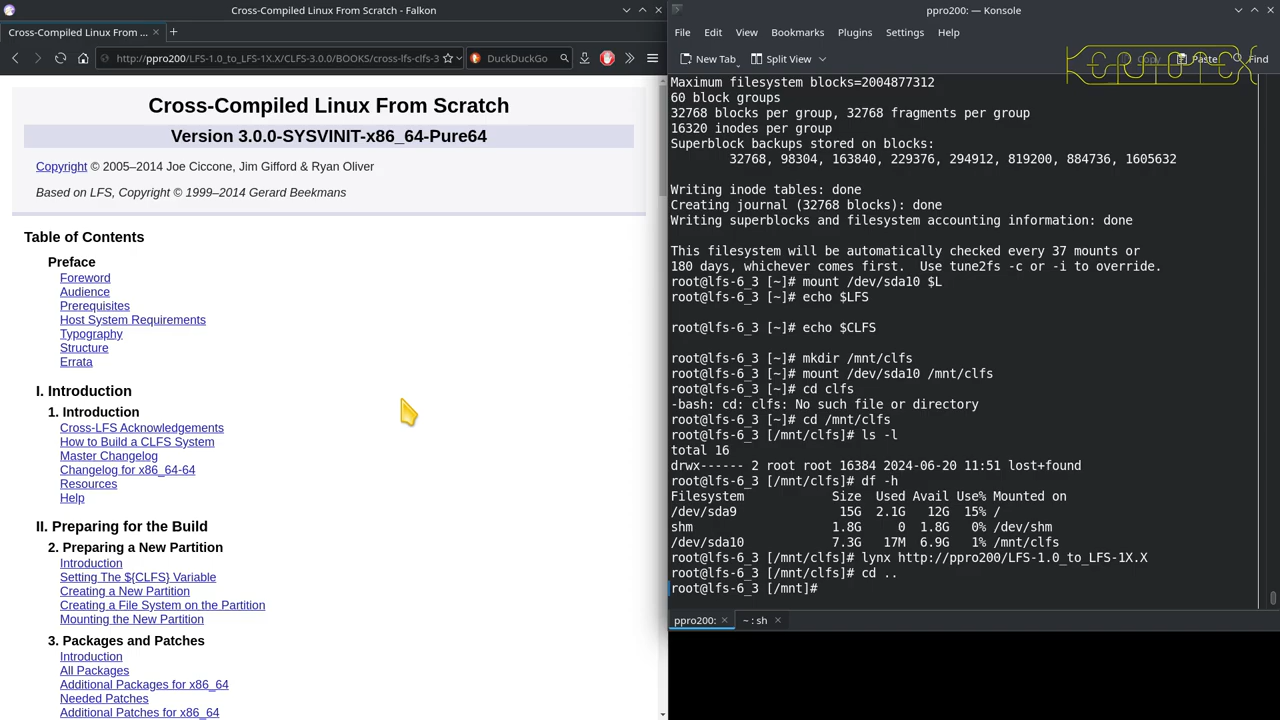 Cross-Compiled Linux From Scratch - Falkon
Cross-Compiled Linux From ...
http://ppro200/LFS-1.0_to_LFS-1X.X/CLFS-3.0.0/BOOKS/cross-lfs-clfs-3
DuckDuckGo
Cross-Compiled Linux From Scratch
Version 3.0.0-SYSVINIT-x86_64-Pure64
Copyright © 2005–2014 Joe Ciccone, Jim Gifford & Ryan Oliver
Based on LFS, Copyright © 1999–2014 Gerard Beekmans
Table of Contents
Preface
Foreword
Audience
Prerequisites
Host System Requirements
Typography
Structure
Errata
I. Introduction
1. Introduction
Cross-LFS Acknowledgements
How to Build a CLFS System
Master Changelog
Changelog for x86_64-64
Resources
Help
II. Preparing for the Build
2. Preparing a New Partition
Introduction
Setting The ${CLFS} Variable
Creating a New Partition
Creating a File System on the Partition
Mounting the New Partition
3. Packages and Patches
Introduction
All Packages
Additional Packages for x86_64
Needed Patches
Additional Patches for x86_64
ppro200: — Konsole
File Edit View Bookmarks Plugins Settings Help
New Tab Split View Copy Paste Find
Maximum filesystem blocks=2004877312
60 block groups
32768 blocks per group, 32768 fragments per group
16320 inodes per group
Superblock backups stored on blocks:
32768, 98304, 163840, 229376, 294912, 819200, 884736, 1605632
Writing inode tables: done
Creating journal (32768 blocks): done
Writing superblocks and filesystem accounting information: done
This filesystem will be automatically checked every 37 mounts or
180 days, whichever comes first.  Use tune2fs -c or -i to override.
root@lfs-6_3 [~]# mount /dev/sda10 $L
root@lfs-6_3 [~]# echo $LFS
root@lfs-6_3 [~]# echo $CLFS
root@lfs-6_3 [~]# mkdir /mnt/clfs
root@lfs-6_3 [~]# mount /dev/sda10 /mnt/clfs
root@lfs-6_3 [~]# cd clfs
-bash: cd: clfs: No such file or directory
root@lfs-6_3 [~]# cd /mnt/clfs
root@lfs-6_3 [/mnt/clfs]# ls -l
total 16
drwx------ 2 root root 16384 2024-06-20 11:51 lost+found
root@lfs-6_3 [/mnt/clfs]# df -h
Filesystem Size Used Avail Use% Mounted on
/dev/sda9 15G 2.1G 12G 15% /
shm 1.8G 0 1.8G 0% /dev/shm
/dev/sda10 7.3G 17M 6.9G 1% /mnt/clfs
root@lfs-6_3 [/mnt/clfs]# lynx http://ppro200/LFS-1.0_to_LFS-1X.X
root@lfs-6_3 [/mnt/clfs]# cd ..
root@lfs-6_3 [/mnt]#
ppro200:
~ : sh